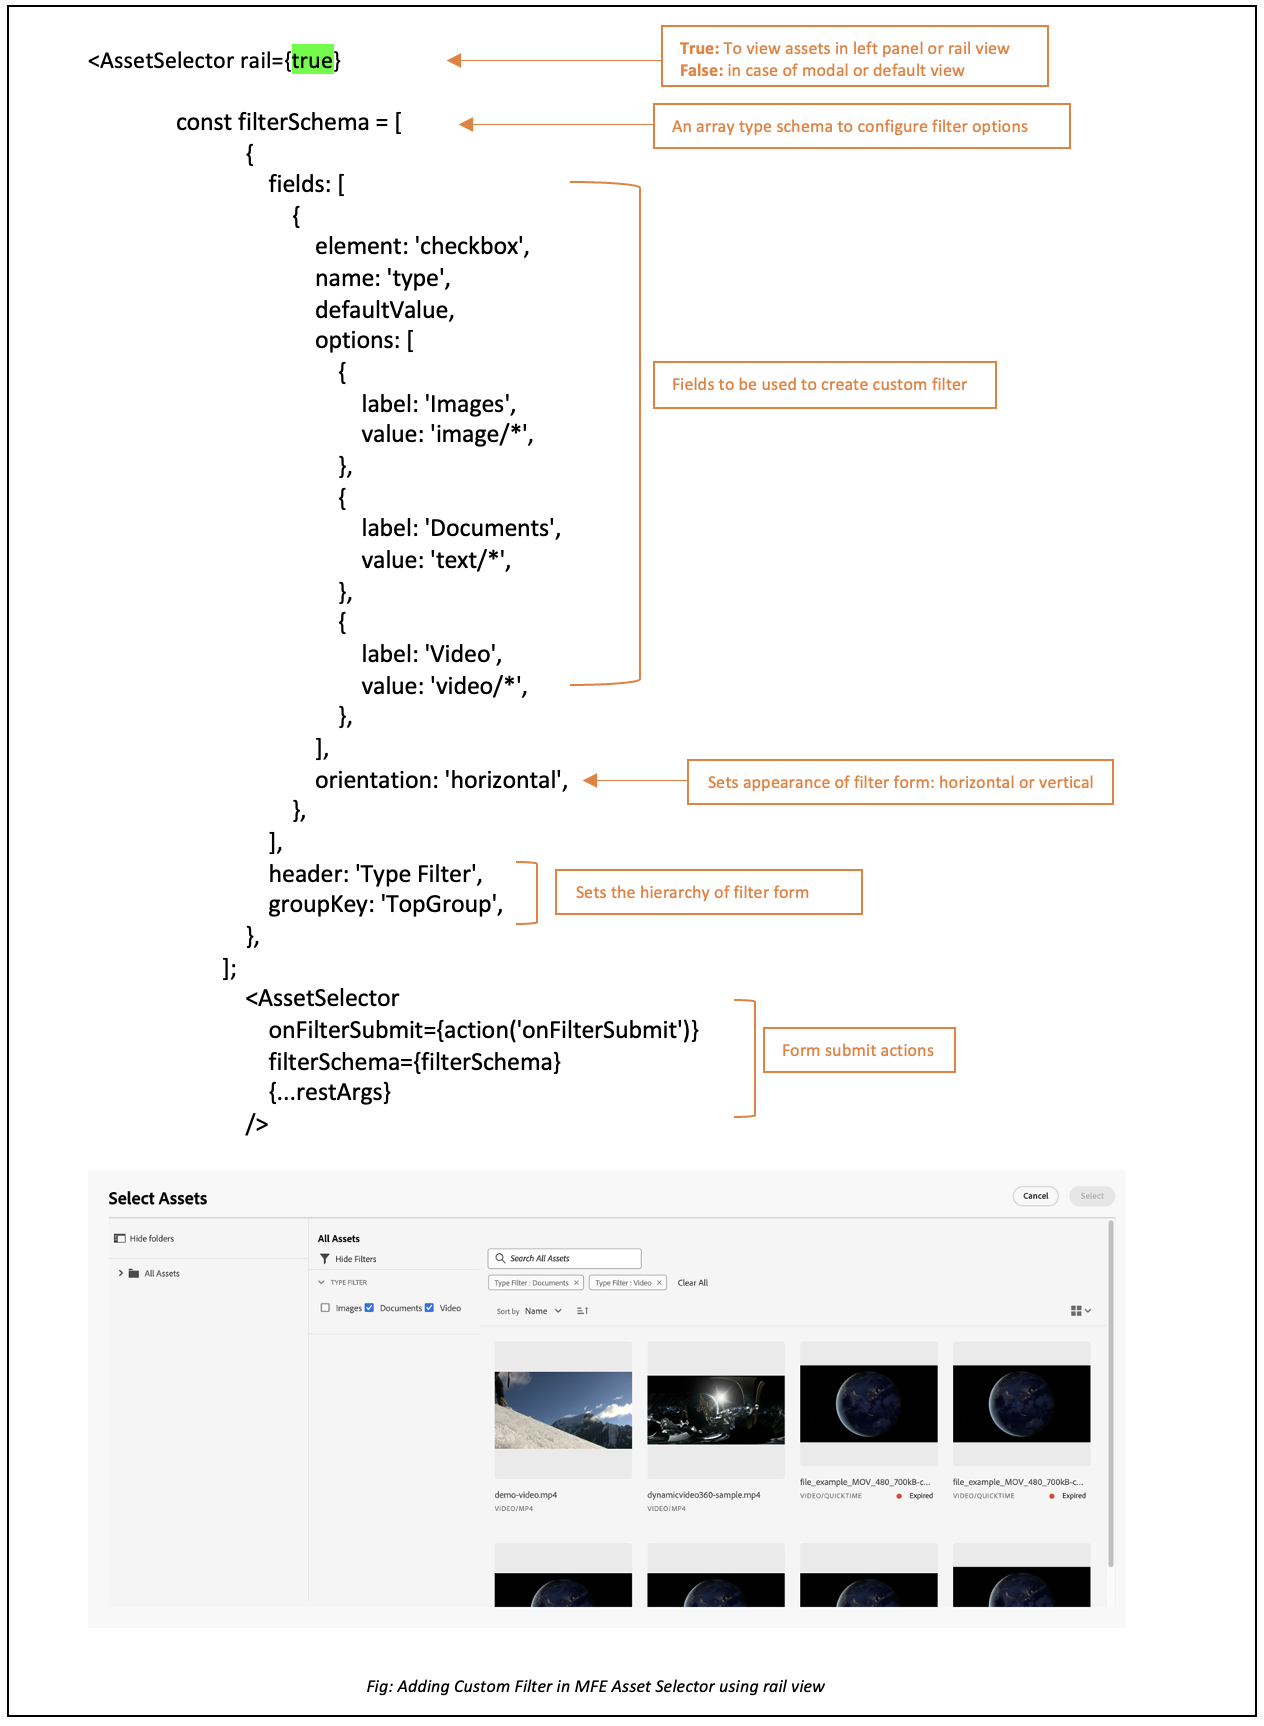 <AssetSelector rail={true}
True: To view assets in left panel or rail view
False: in case of modal or default view
const filterSchema = [
An array type schema to configure filter options
{
fields: [
{
element: 'checkbox',
name: 'type',
defaultValue,
options: [
{
Fields to be used to create custom filter
label: 'Images',
value: 'image/*',
},
{
label: 'Documents',
value: 'text/*',
},
{
label: 'Video',
value: 'video/*',
},
],
orientation: 'horizontal',
Sets appearance of filter form: horizontal or vertical
},
],
header: 'Type Filter',
groupKey: 'TopGroup',
Sets the hierarchy of filter form
},
];
<AssetSelector
onFilterSubmit={action('onFilterSubmit')}
filterSchema={filterSchema}
{...restArgs}
/>
Form submit actions
Select Assets
Cancel
Select
Hide folders
All Assets
All Assets
Hide Filters
TYPE FILTER
Images Documents Video
Search All Assets
Type Filter : Documents ×
Type Filter : Video ×
Clear All
Sort by Name
demo-video.mp4
VIDEO/MP4
dynamicvideo360-sample.mp4
VIDEO/MP4
file_example_MOV_480_700kB-c...
VIDEO/QUICKTIME
Expired
file_example_MOV_480_700kB-c...
VIDEO/QUICKTIME
Expired
Fig: Adding Custom Filter in MFE Asset Selector using rail view